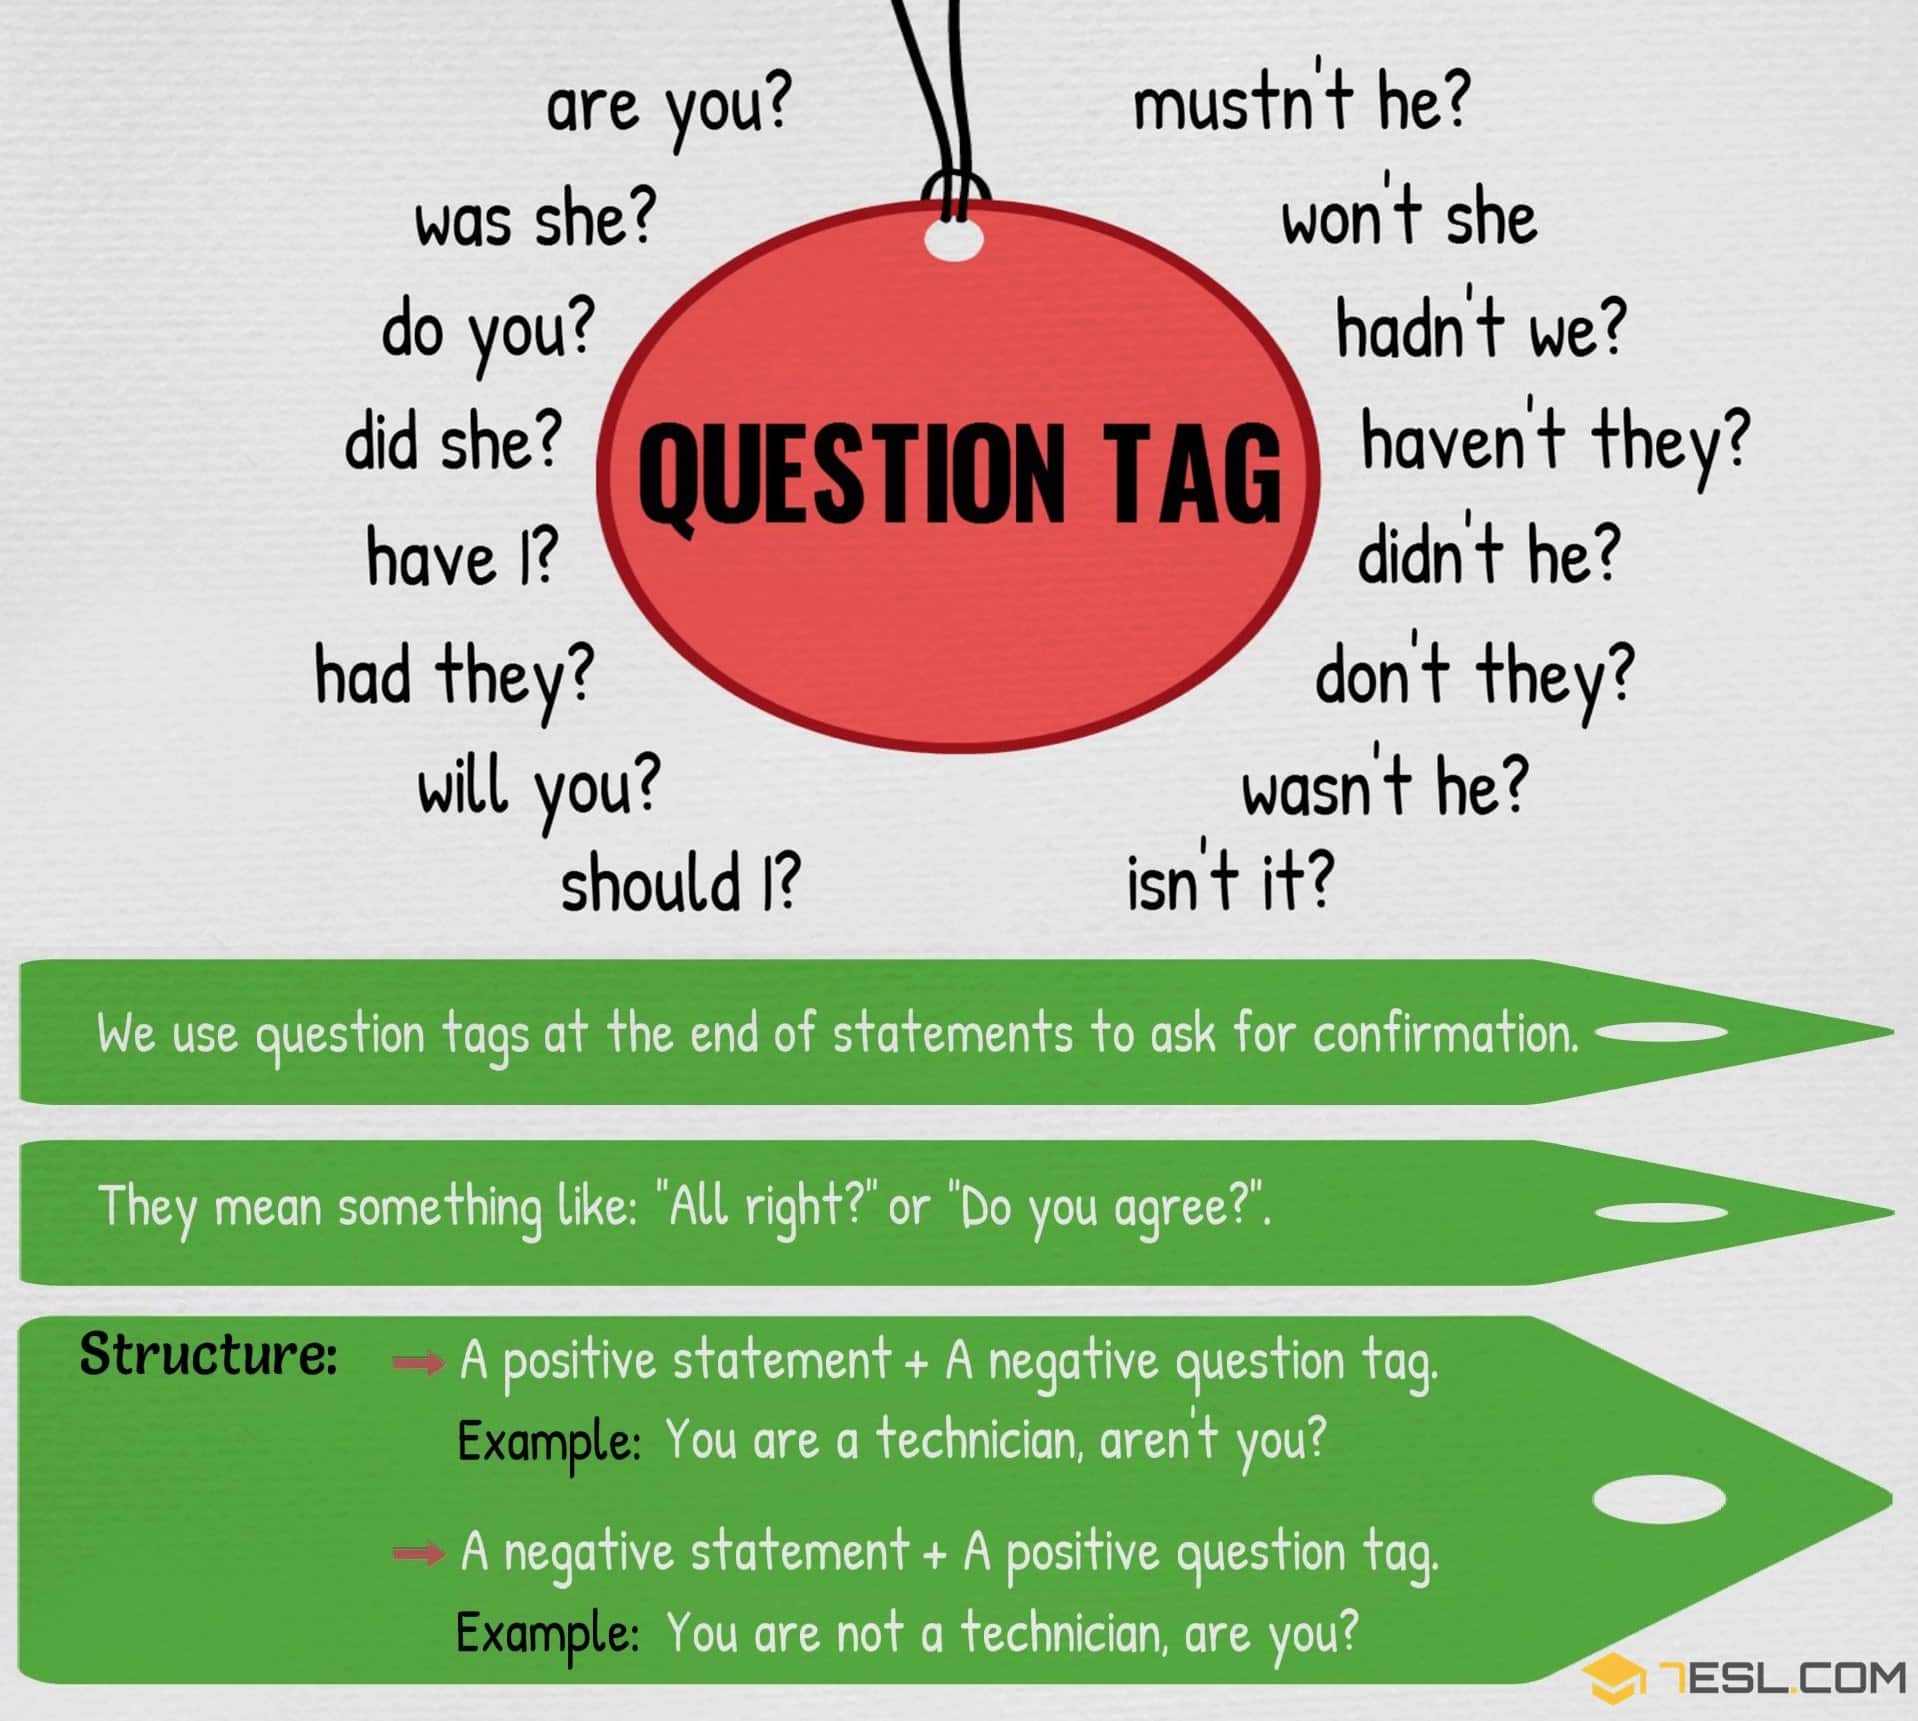 are you?
mustn't he?
was she?
won't she
do you?
hadn't we?
did she?
haven't they?
QUESTION TAG
have I?
didn't he?
had they?
don't they?
will you?
wasn't he?
should I?
isn't it?
We use question tags at the end of statements to ask for confirmation.
They mean something like: "All right?" or "Do you agree?".
Structure: A positive statement + A negative question tag.
Example: You are a technician, aren't you?
A negative statement + A positive question tag.
Example: You are not a technician, are you?
7ESL.COM